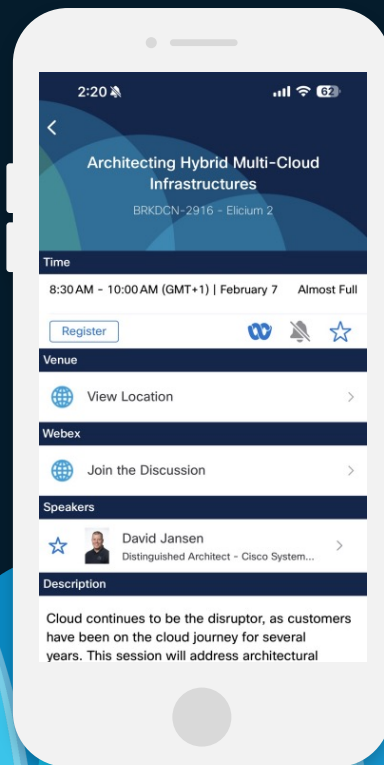 2:20
62
Architecting Hybrid Multi-Cloud
Infrastructures
BRKDCN-2916 - Elicium 2
Time
8:30 AM - 10:00 AM (GMT+1) | February 7 Almost Full
Register
Venue
View Location
Webex
Join the Discussion
Speakers
David Jansen
Distinguished Architect - Cisco System...
Description
Cloud continues to be the disruptor, as customers
have been on the cloud journey for several
years. This session will address architectural